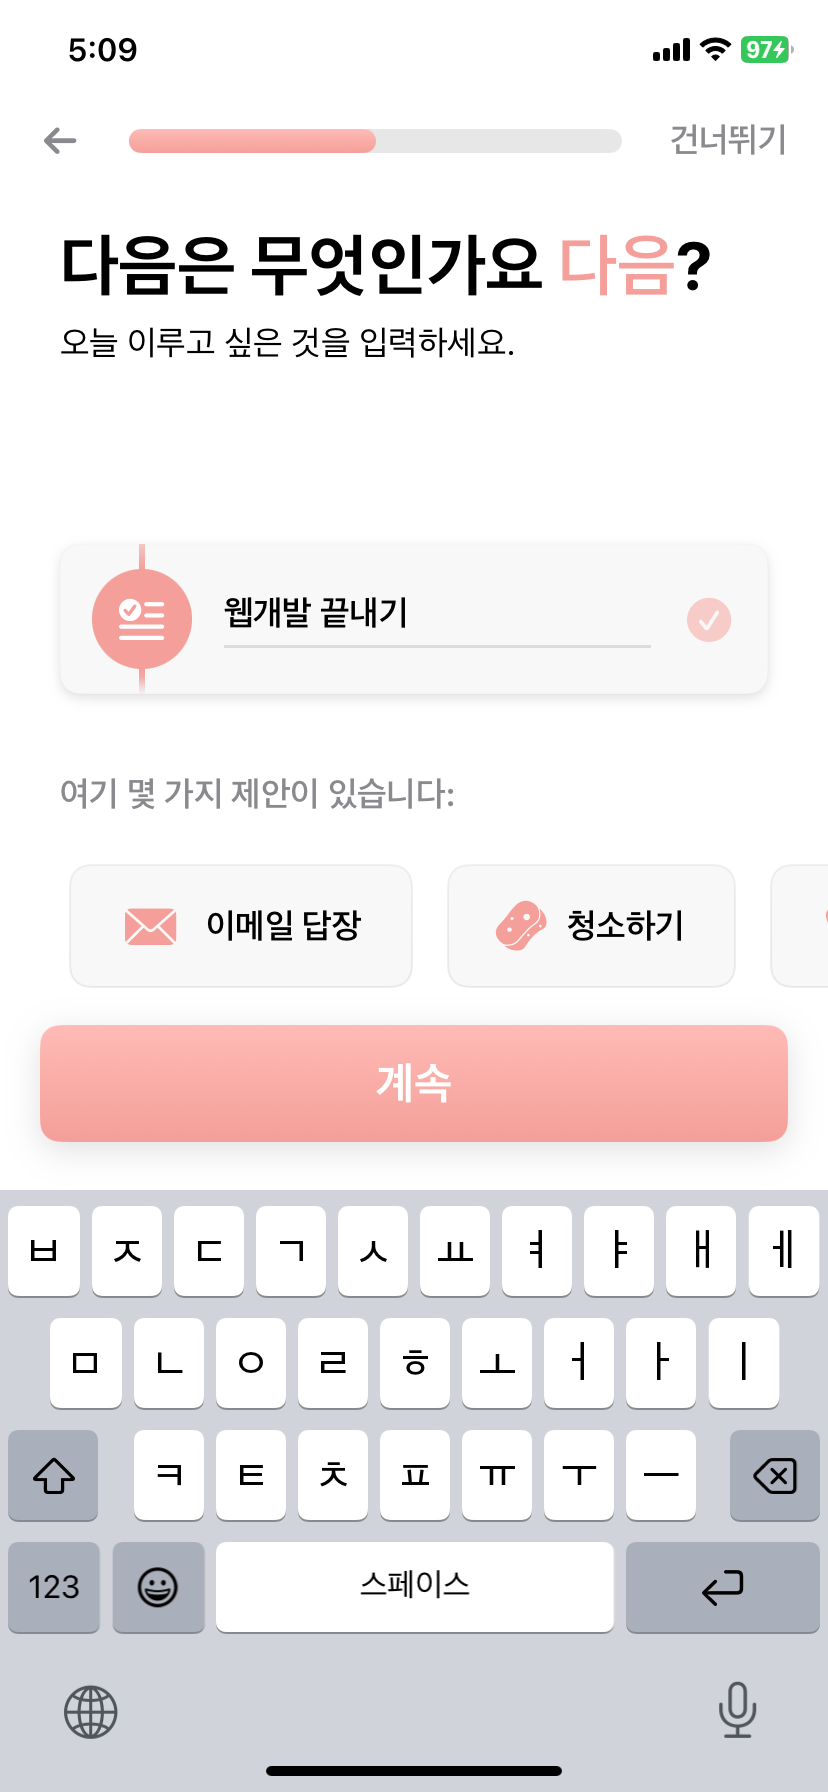 5:09
97
건너뛰기
다음은 무엇인가요 다음?
오늘 이루고 싶은 것을 입력하세요.
웹개발 끝내기
여기 몇 가지 제안이 있습니다:
이메일 답장
청소하기
계속
ㅂ ㅈ ㄷ ㄱ ㅅ ㅛ ㅕ ㅑ ㅐ ㅔ
ㅁ ㄴ ㅇ ㄹ ㅎ ㅗ ㅓ ㅏ ㅣ
ㅋ ㅌ ㅊ ㅍ ㅠ ㅜ ㅡ
123 스페이스